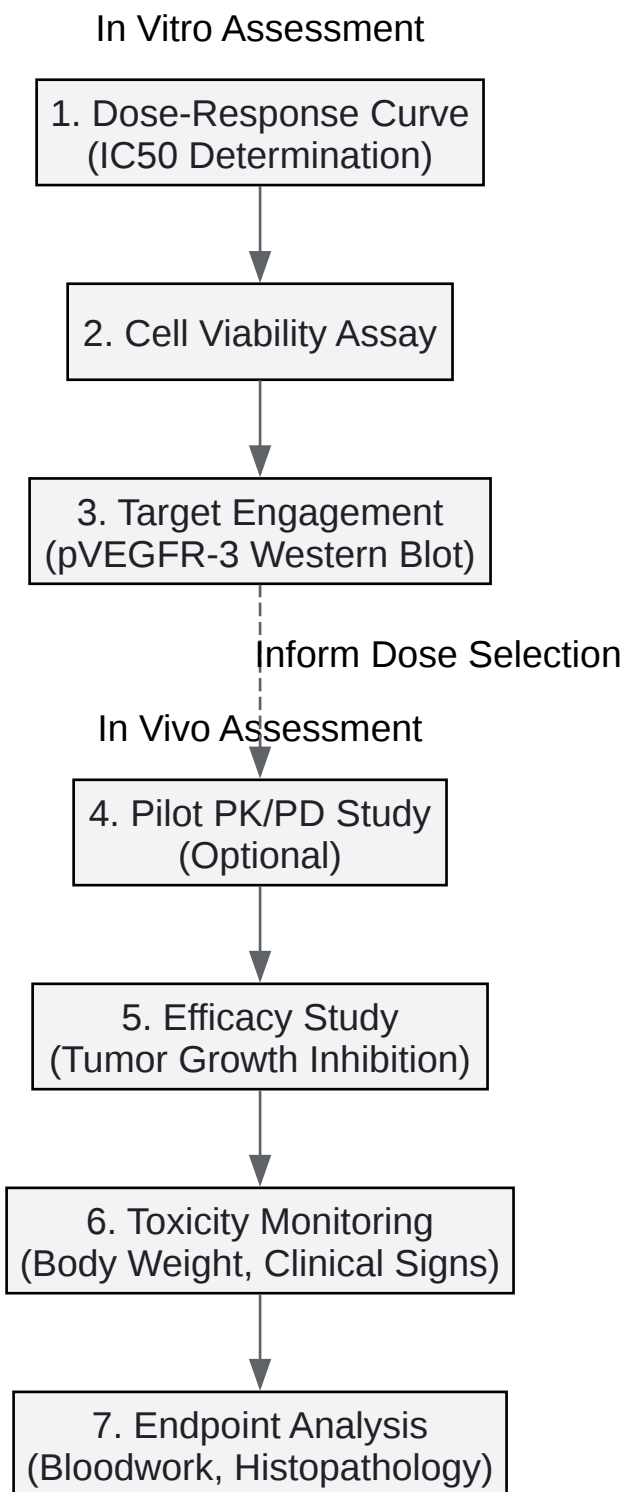 In Vitro Assessment
1. Dose-Response Curve
(IC50 Determination)
2. Cell Viability Assay
3. Target Engagement
(pVEGFR-3 Western Blot)
Inform Dose Selection
In Vivo Assessment
4. Pilot PK/PD Study
(Optional)
5. Efficacy Study
(Tumor Growth Inhibition)
6. Toxicity Monitoring
(Body Weight, Clinical Signs)
7. Endpoint Analysis
(Bloodwork, Histopathology)